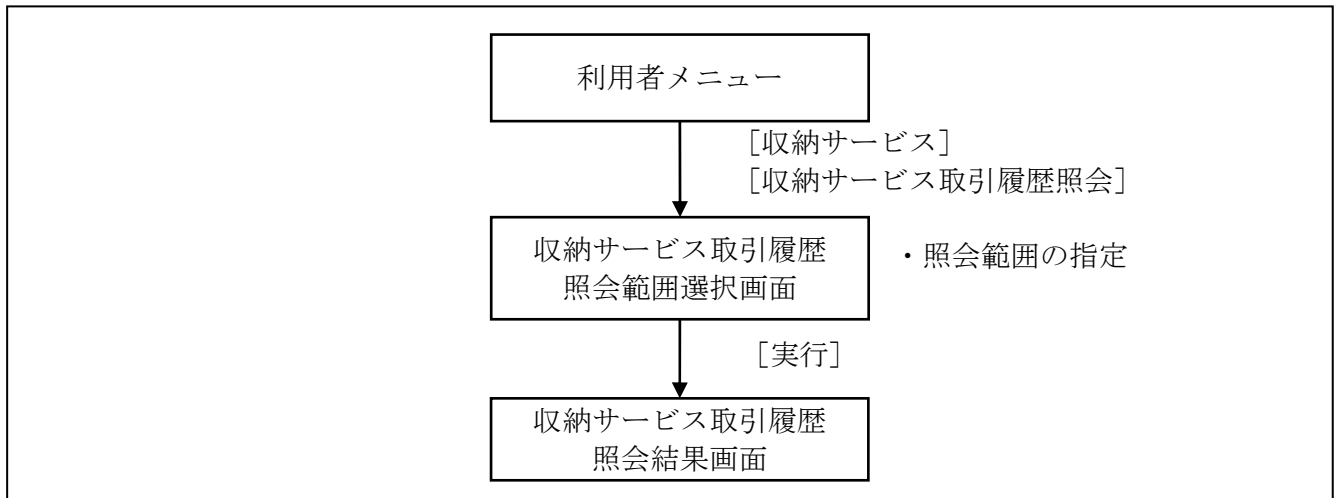 利用者メニュー
［収納サービス］
［収納サービス取引履歴照会］
収納サービス取引履歴
照会範囲選択画面
・照会範囲の指定
［実行］
収納サービス取引履歴
照会結果画面